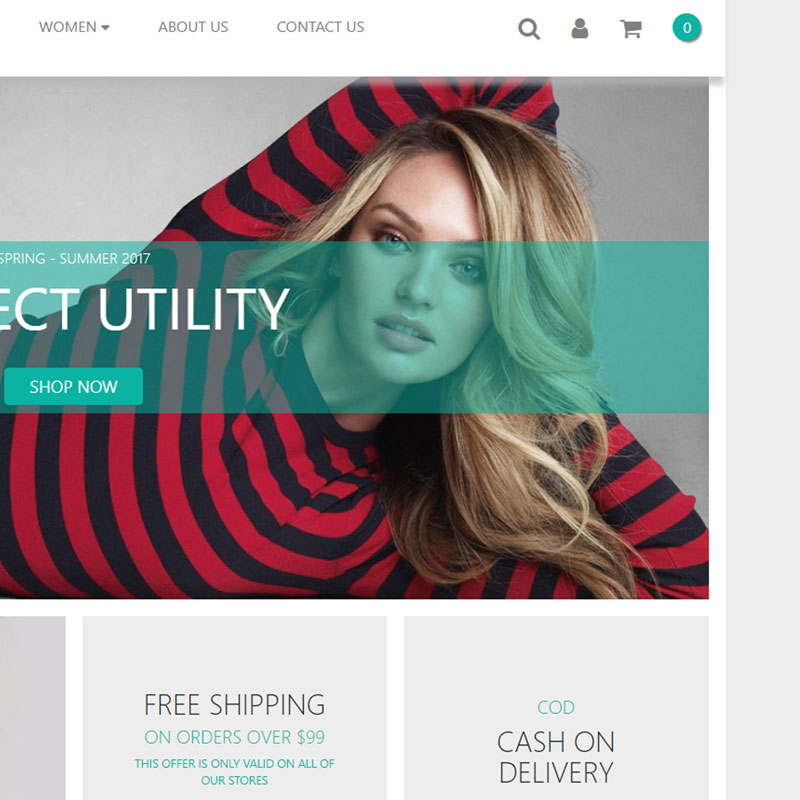 WOMEN ABOUT US CONTACT US 0
SPRING - SUMMER 2017
ECT UTILITY
SHOP NOW
FREE SHIPPING
ON ORDERS OVER $99
THIS OFFER IS ONLY VALID ON ALL OF
OUR STORES
COD
CASH ON
DELIVERY